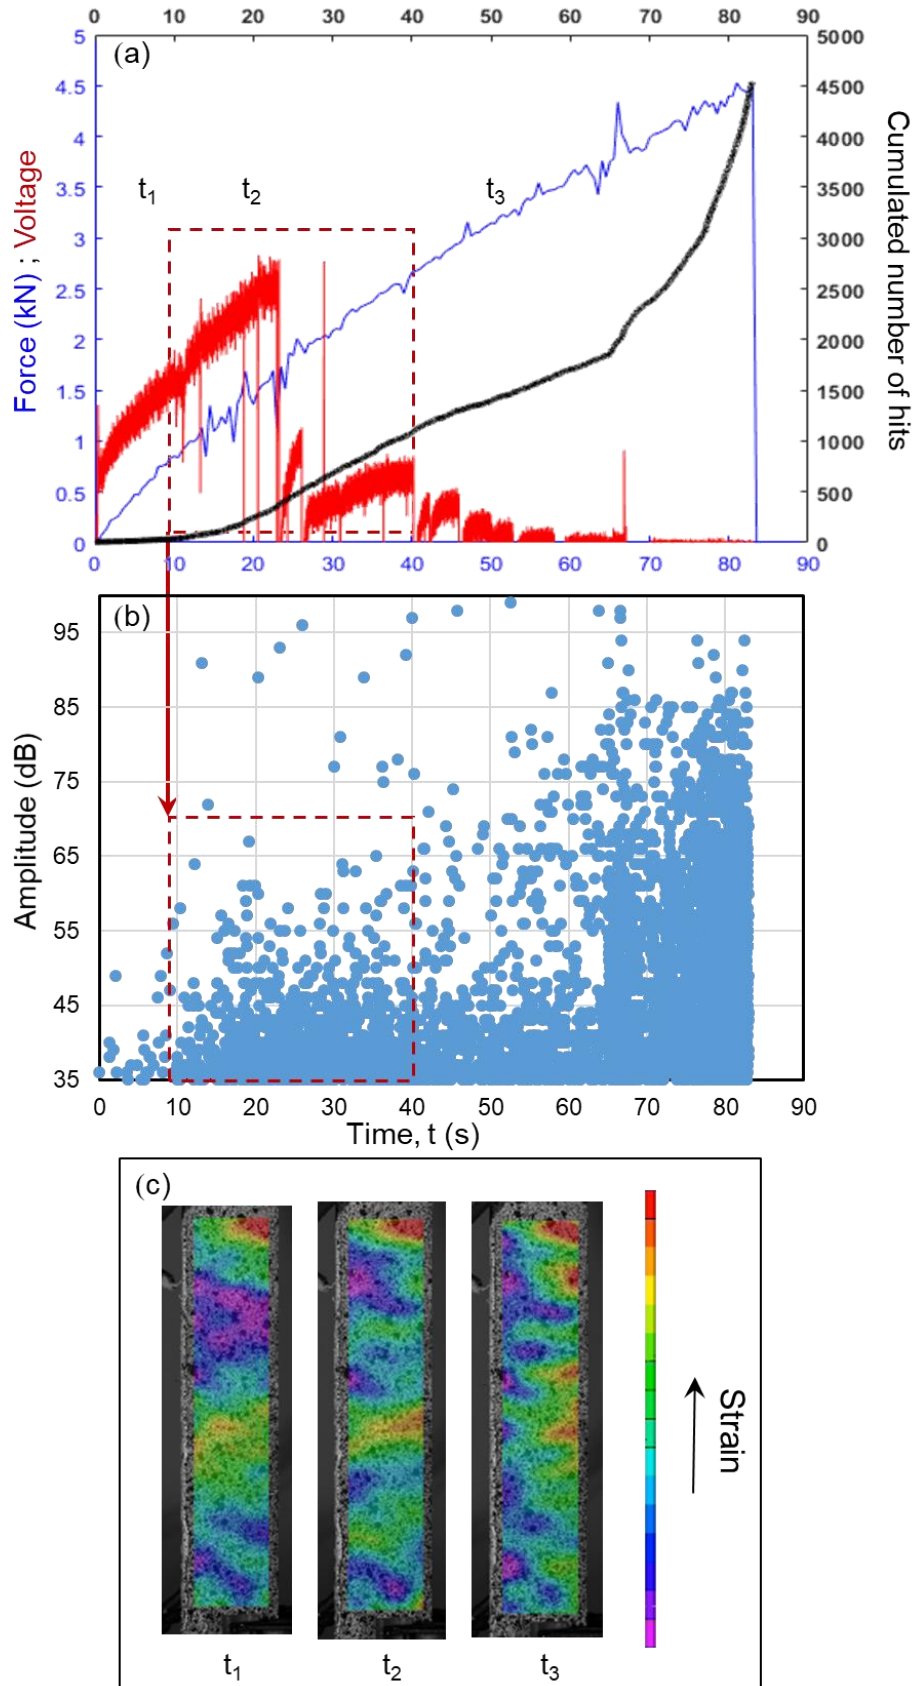 0 10 20 30 40 50 60 70 80 90
(a)
5 4.5 4 3.5 3 2.5 2 1.5 1 0.5 0
Force (kN) ; Voltage
t1 t2 t3
5000 4500 4000 3500 3000 2500 2000 1500 1000 500 0
Cumulated number of hits
0 10 20 30 40 50 60 70 80 90
(b)
95 85 75 65 55 45 35
Amplitude (dB)
0 10 20 30 40 50 60 70 80 90
Time, t (s)
(c)
Strain
t1 t2 t3